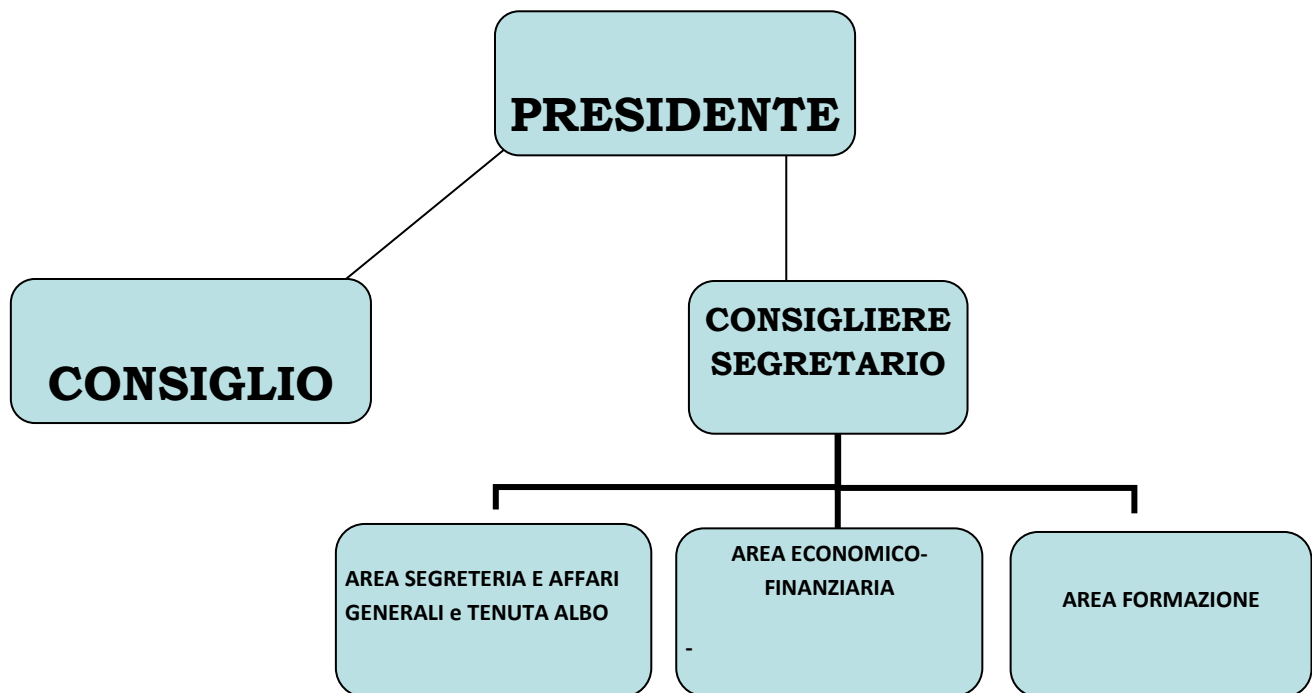 PRESIDENTE
CONSIGLIO
CONSIGLIERE
SEGRETARIO
AREA SEGRETERIA E AFFARI
GENERALI e TENUTA ALBO
AREA ECONOMICO-
FINANZIARIA
-
AREA FORMAZIONE